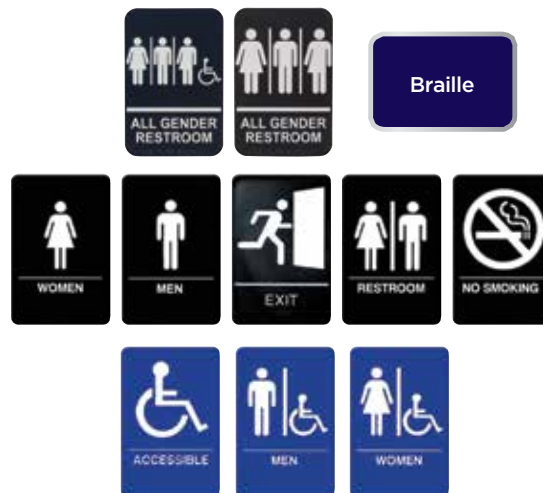 ALL GENDER
RESTROOM
ALL GENDER
RESTROOM
Braille
WOMEN
MEN
EXIT
RESTROOM
NO SMOKING
ACCESSIBLE
MEN
WOMEN